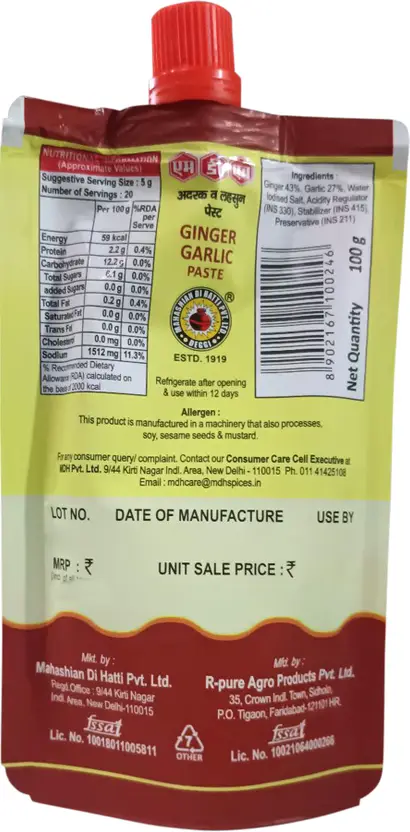 NUTRITIONAL INFORMATION
(Approximate Values)
Suggestive Serving Size : 5 g
Number of Servings : 20
Per 100 g %RDA per Serve
Energy 59 kcal
Protein 2.2 g 0.4%
Carbohydrate 12.2 g 0.0%
Total Sugars 6.1 g 0.0%
added Sugars 0.0 g 0.0%
Total Fat 0.2 g 0.4%
Saturated Fat 0.0 g 0.0%
Trans Fat 0.0 g 0.0%
Cholesterol 0.0 mg 0.0%
Sodium 1512 mg 11.3%
% Recomended Dietary
Allowance (RDA) calculated on
the basis 2000 kcal
एम डी एच
अदरक व लहसुन
पेस्ट
GINGER
GARLIC
PASTE
MAHASHIAN DI HATTI PVT. LTD.
DEGGI
®
ESTD. 1919
Refrigerate after opening
& use within 12 days
Ingredients :
Ginger 43%, Garlic 27%, Water
Iodised Salt, Acidity Regulator
(INS 330), Stabilizer (INS 415),
Preservative (INS 211)
8 902167 100246
Net Quantity 100 g
Allergen :
This product is manufactured in a machinery that also processes,
soy, sesame seeds & mustard.
For any consumer query/ complaint. Contact our Consumer Care Cell Executive at
MDH Pvt. Ltd. 9/44 Kirti Nagar Indl. Area, New Delhi - 110015 Ph. 011 41425108
Email : mdhcare@mdhspices.in
LOT NO. DATE OF MANUFACTURE USE BY
MRP : ₹ UNIT SALE PRICE : ₹
Mkt. by :
Mahashian Di Hatti Pvt. Ltd.
Regd. Office : 9/44 Kirti Nagar
Indl. Area, New Delhi-110015
fssai
Lic. No. 10018011005811
7
OTHER
Mfd. by :
R-pure Agro Products Pvt. Ltd.
35, Crown Indl. Town, Sidhola,
P.O. Tigaon, Faridabad-121101 HR.
fssai
Lic. No. 10021064000266